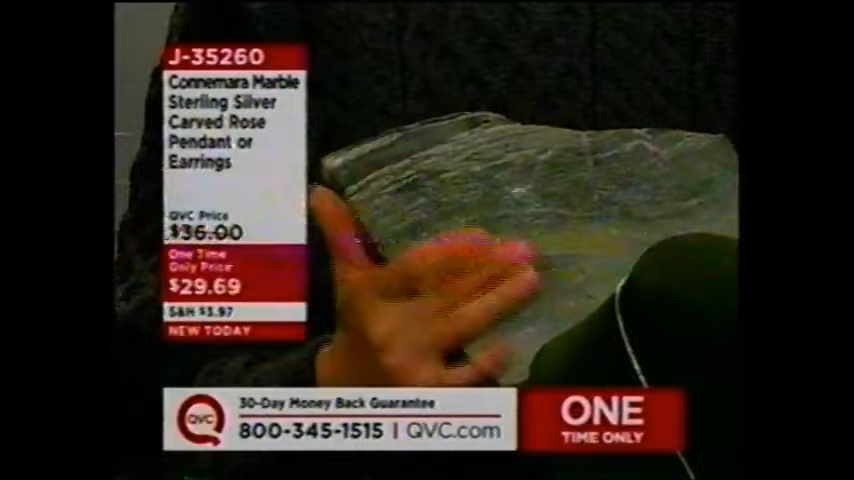 J-35260
Connemara Marble
Sterling Silver
Carved Rose
Pendant or
Earrings
QVC Price
$36.00
One Time
Only Price
$29.69
S&H $3.97
NEW TODAY
QVC
30-Day Money Back Guarantee
800-345-1515 | QVC.com
ONE
TIME ONLY